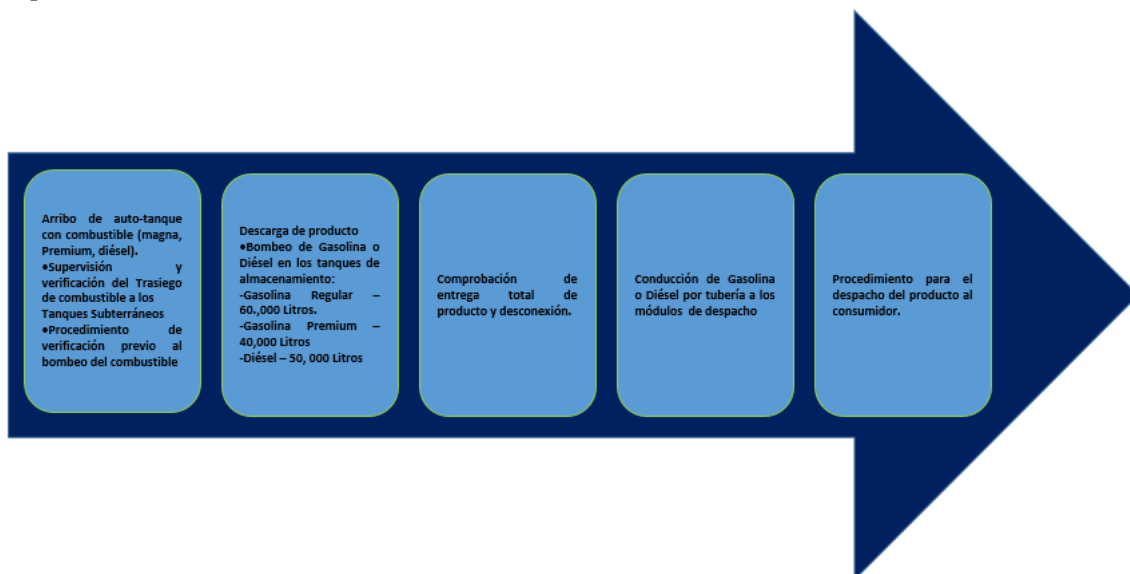 Arribo de auto-tanque
con combustible (magna,
Premium, diésel).
•Supervisión y
verificación del Trasiego
de combustible a los
Tanques Subterráneos
•Procedimiento de
verificación previo al
bombeo del combustible
Descarga de producto
•Bombeo de Gasolina o
Diésel en los tanques de
almacenamiento:
-Gasolina Regular –
60.,000 Litros.
-Gasolina Premium –
40,000 Litros
-Diésel – 50, 000 Litros
Comprobación de
entrega total de
producto y desconexión.
Conducción de Gasolina
o Diésel por tubería a los
módulos de despacho
Procedimiento para el
despacho del producto al
consumidor.